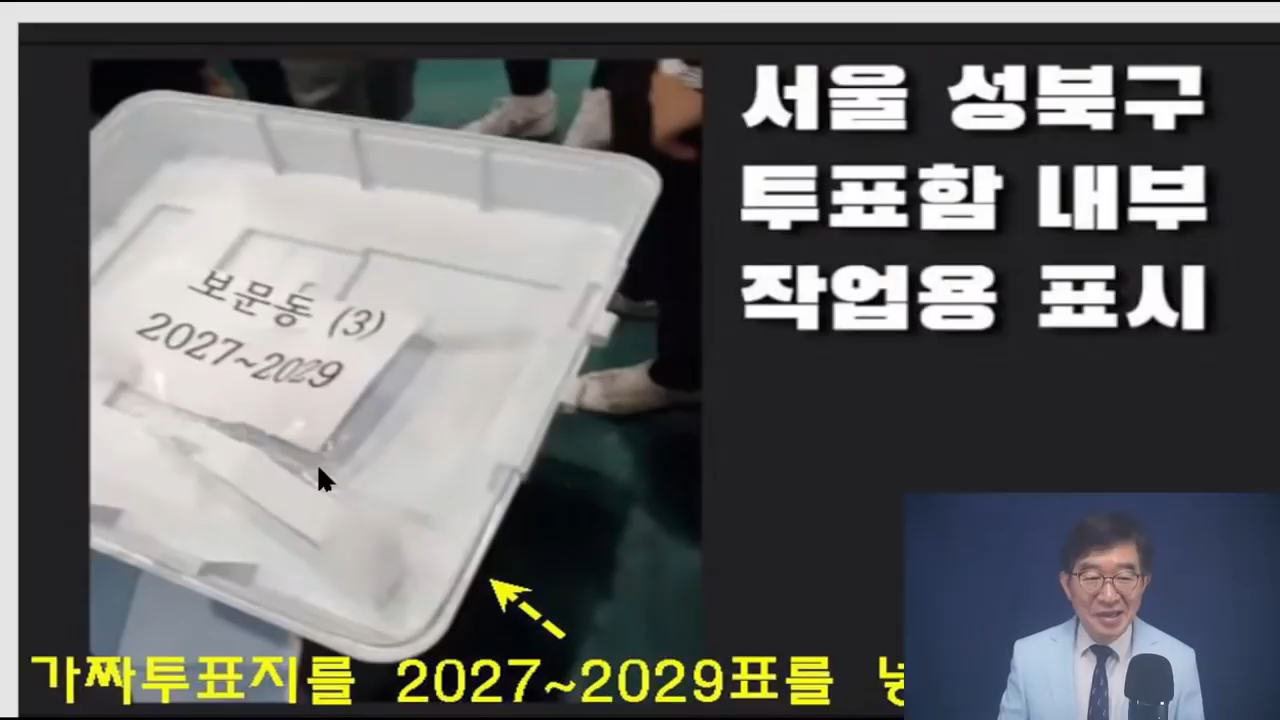 서울 성북구
투표함 내부
작업용 표시
보문동 (3)
2027~2029
가짜투표지를 2027~2029표를